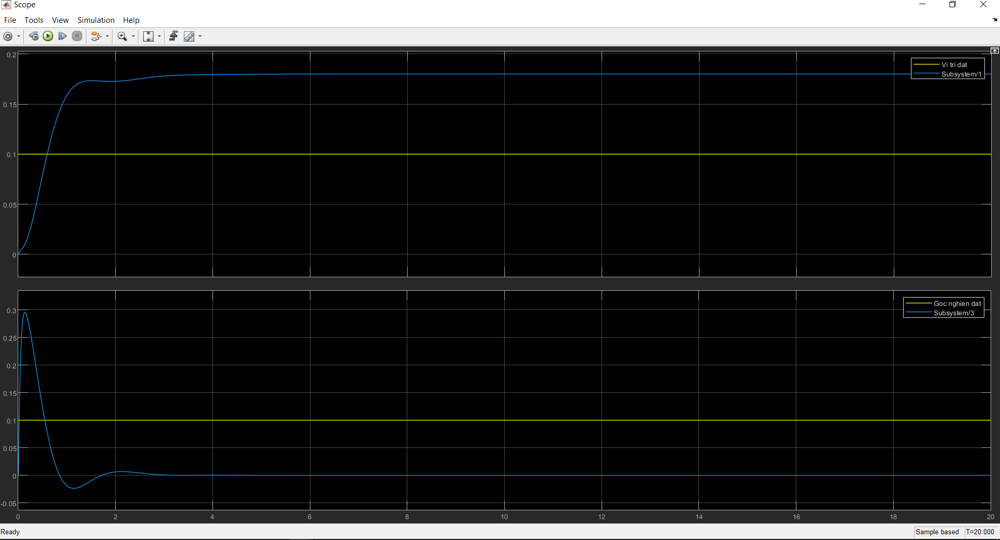 Scope
File Tools View Simulation Help
0.2
0.15
0.1
0.05
0
Vi tri dat
Subsystem/1
0.3
0.25
0.2
0.15
0.1
0.05
0
-0.05
Goc nghien dat
Subsystem/3
0 2 4 6 8 10 12 14 16 18 20
Ready
Sample based T=20.000